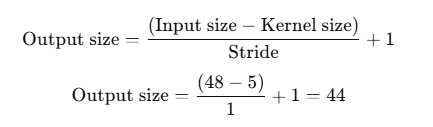 Output size = (Input size − Kernel size) / Stride + 1
Output size = (48 − 5) / 1 + 1 = 44